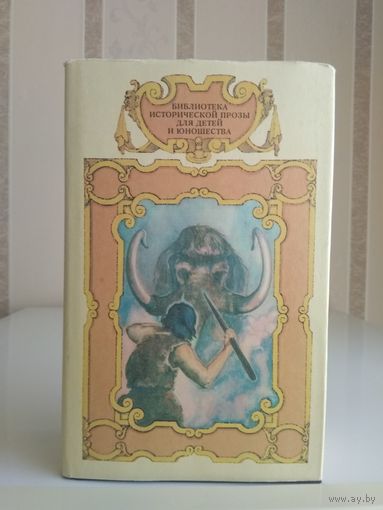 БИБЛИОТЕКА
ИСТОРИЧЕСКОЙ ПРОЗЫ
ДЛЯ ДЕТЕЙ
И ЮНОШЕСТВА
www.ay.by